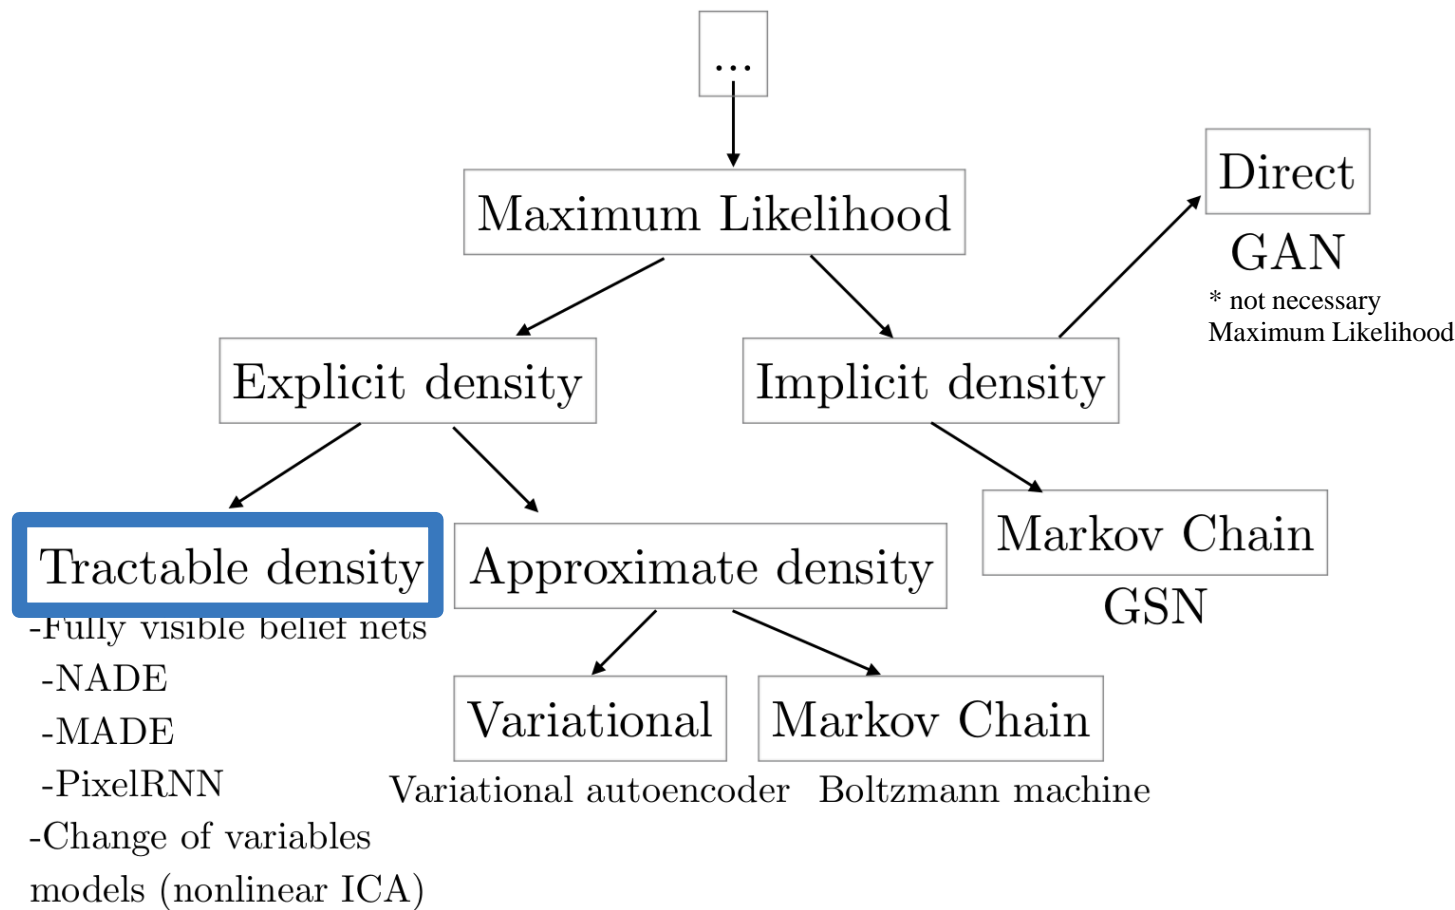 ...
Maximum Likelihood
Direct
GAN
* not necessary
Maximum Likelihood
Explicit density
Implicit density
Tractable density
Approximate density
Markov Chain
GSN
-Fully visible belief nets
-NADE
-MADE
-PixelRNN
-Change of variables
models (nonlinear ICA)
Variational
Markov Chain
Variational autoencoder
Boltzmann machine